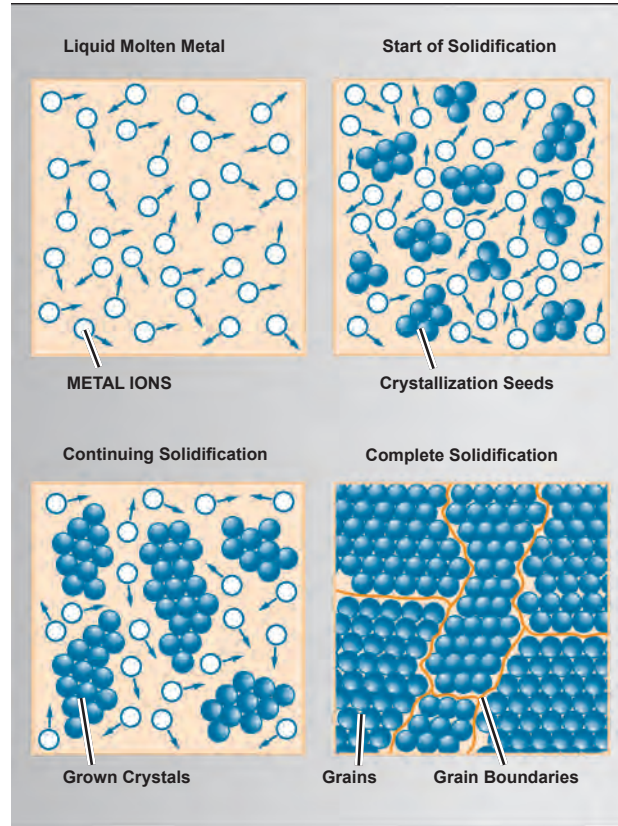 Liquid Molten Metal
Start of Solidification
METAL IONS
Crystallization Seeds
Continuing Solidification
Complete Solidification
Grown Crystals
Grains
Grain Boundaries